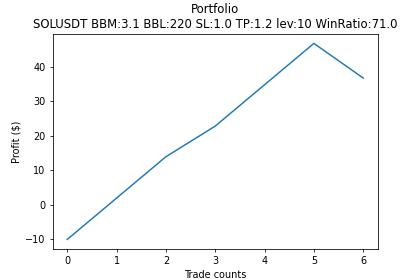 Portfolio
SOLUSDT BBM:3.1 BBL:220 SL:1.0 TP:1.2 lev:10 WinRatio:71.0
Profit ($)
40
30
20
10
0
−10
0 1 2 3 4 5 6
Trade counts